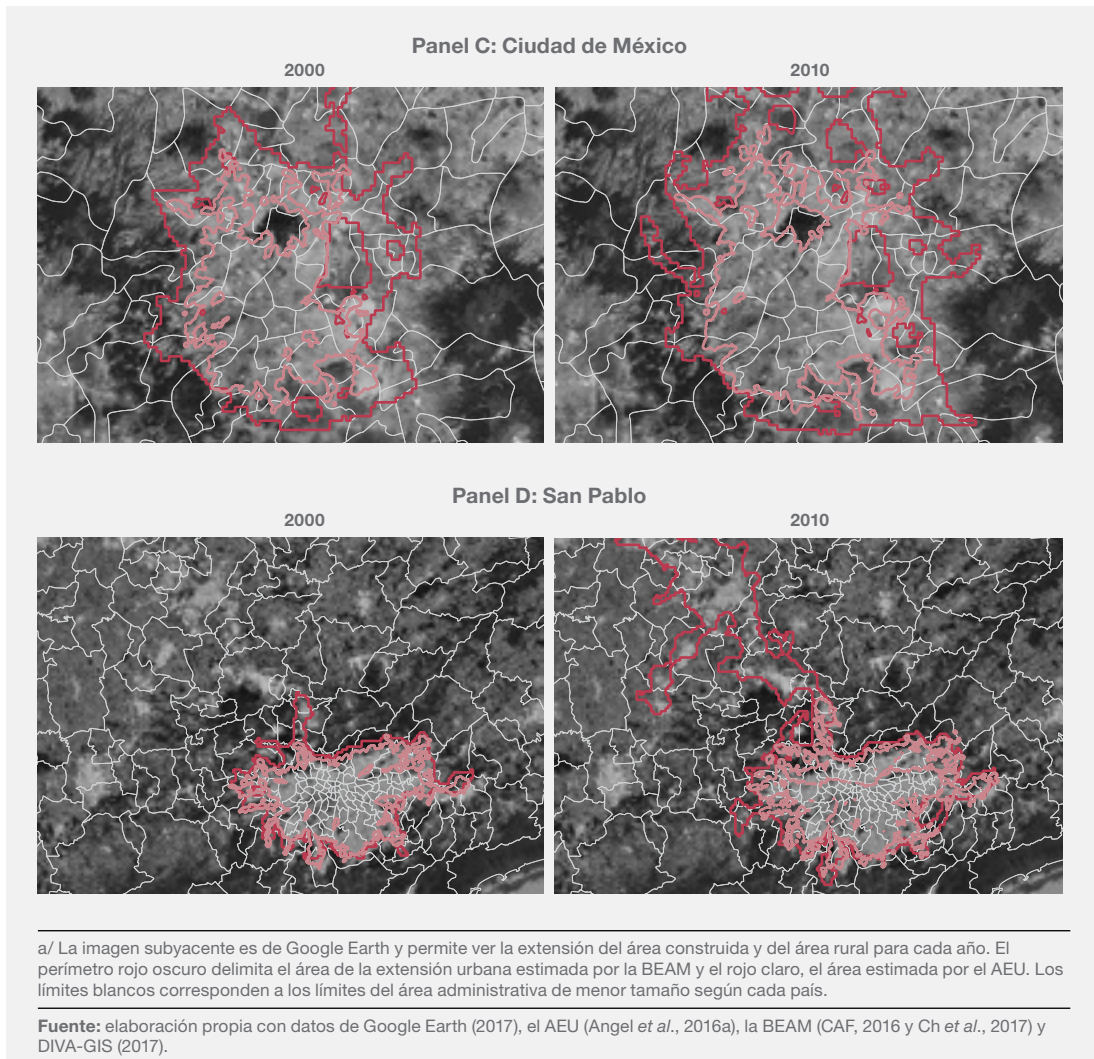 Panel C: Ciudad de México
2000
2010
Panel D: San Pablo
2000
2010
a/ La imagen subyacente es de Google Earth y permite ver la extensión del área construida y del área rural para cada año. El
perímetro rojo oscuro delimita el área de la extensión urbana estimada por la BEAM y el rojo claro, el área estimada por el AEU. Los
límites blancos corresponden a los límites del área administrativa de menor tamaño según cada país.
Fuente: elaboración propia con datos de Google Earth (2017), el AEU (Angel et al., 2016a), la BEAM (CAF, 2016 y Ch et al., 2017) y
DIVA-GIS (2017).